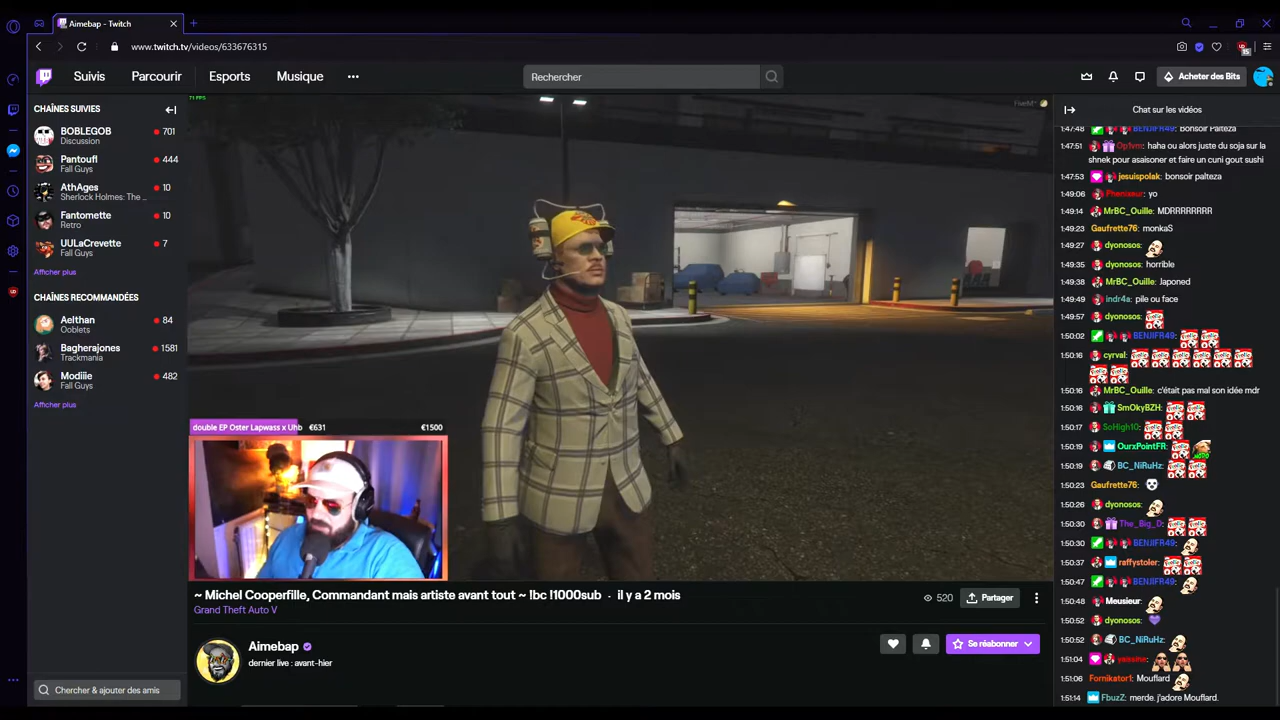 Aimebap - Twitch
www.twitch.tv/videos/633676315
15
Suivis
Parcourir
Esports
Musique
Rechercher
Acheter des Bits
CHAÎNES SUIVIES
BOBLEGOB
701
Discussion
Pantoufl
444
Fall Guys
AthAges
10
Sherlock Holmes: The ...
Fantomette
10
Retro
UULaCrevette
7
Fall Guys
Afficher plus
CHAÎNES RECOMMANDÉES
Aelthan
84
Ooblets
Bagherajones
1581
Trackmania
Modiiie
482
Fall Guys
Afficher plus
Chercher & ajouter des amis
71 FPS
FiveM
double EP Oster Lapwass x Uhb
€631
€1500
~ Michel Cooperfille, Commandant mais artiste avant tout ~ !bc !1000sub · il y a 2 mois
Grand Theft Auto V
520
Partager
Aimebap
dernier live : avant-hier
Se réabonner
Chat sur les vidéos
1:47:48 BENJIFR49: bonsoir Palteza
1:47:51 Op1vm: haha ou alors juste du soja sur la
shnek pour asaisoner et faire un cuni gout sushi
1:47:53 jesuispolak: bonsoir palteza
1:49:06 Pheniseur: yo
1:49:14 MrBC_Ouille: MDRRRRRRRR
1:49:23 Gaufrette76: monkaS
1:49:27 dyonosos:
1:49:35 dyonosos: horrible
1:49:38 MrBC_Ouille: Japoned
1:49:49 indr4a: pile ou face
1:49:57 dyonosos:
1:50:02 BENJIFR49:
1:50:16 cyrval:
1:50:16 MrBC_Ouille: c'était pas mal son idée mdr
1:50:16 SmOkyBZH:
1:50:17 SoHigh10:
1:50:19 OurxPointFR:
1:50:19 BC_NiRuHz:
1:50:23 Gaufrette76:
1:50:26 dyonosos:
1:50:30 The_Big_D:
1:50:30 BENJIFR49:
1:50:37 raffystoler:
1:50:47 BENJIFR49:
1:50:48 Meusieur:
1:50:52 dyonosos:
1:50:52 BC_NiRuHz:
1:51:04 yassine:
1:51:06 Fornikator1: Mouflard
1:51:14 FbuzZ: merde. j'adore Mouflard.